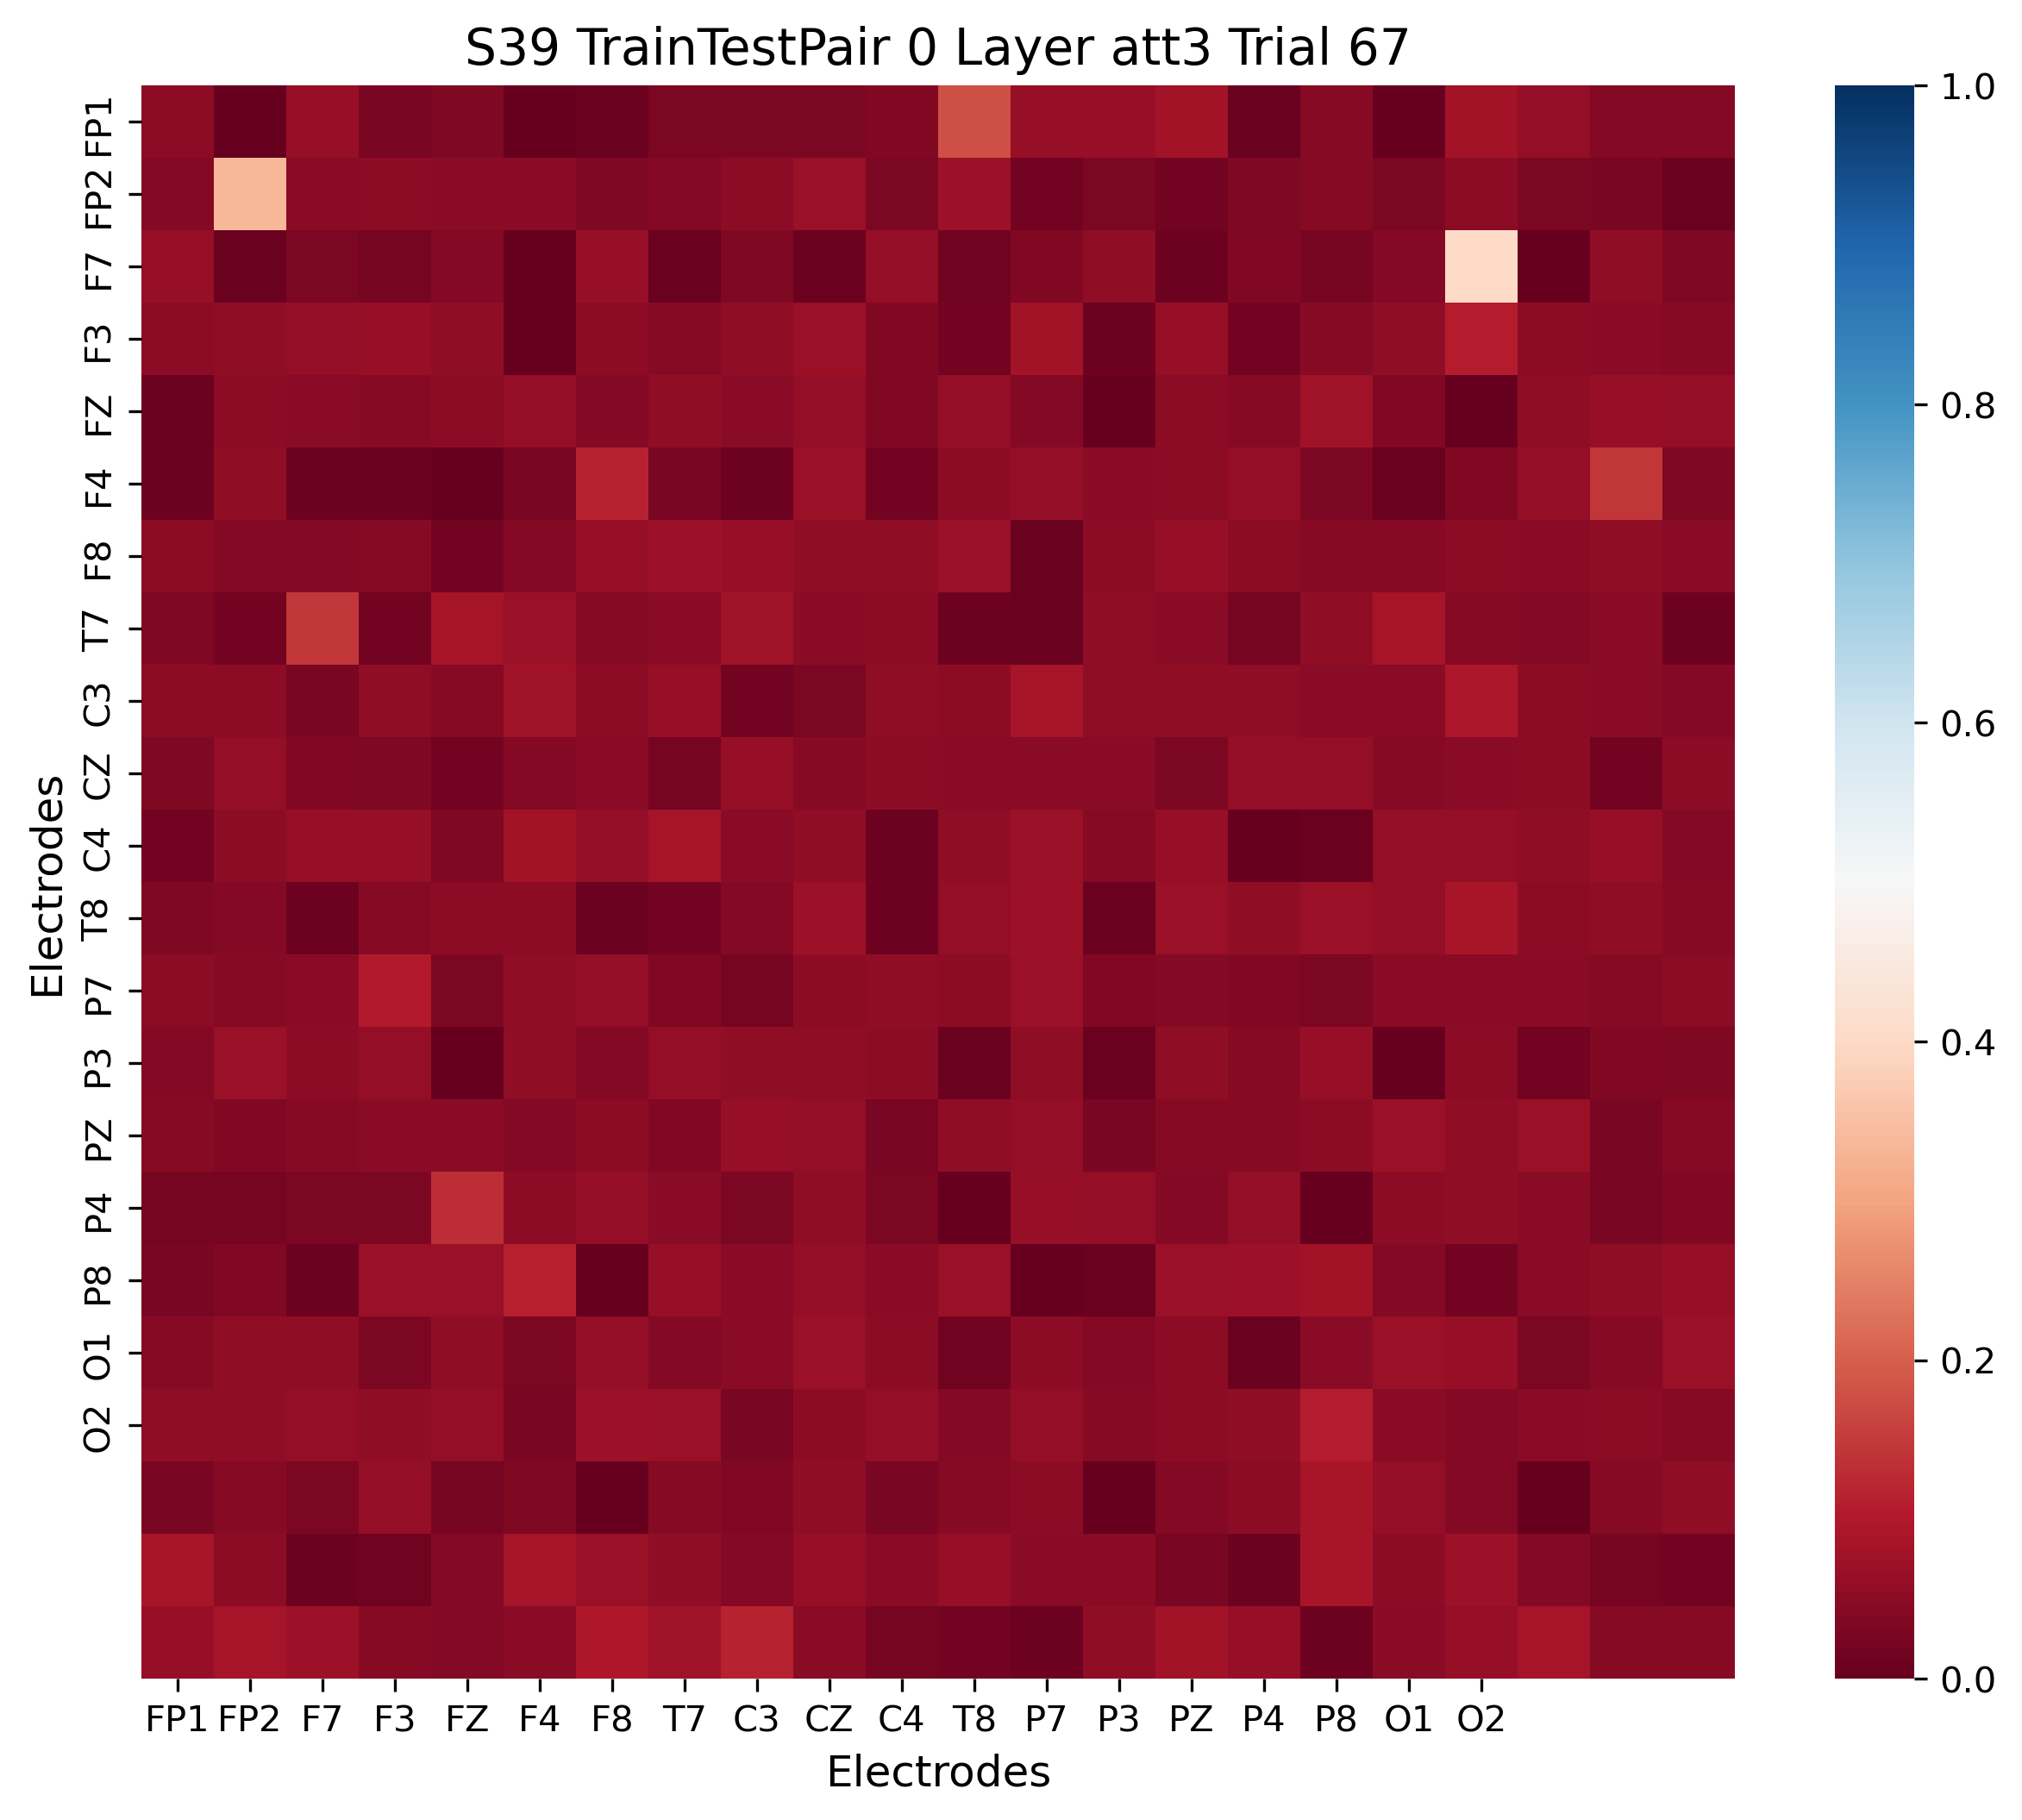 S39 TrainTestPair 0 Layer att3 Trial 67
Electrodes
FP1
FP2
F7
F3
FZ
F4
F8
T7
C3
CZ
C4
T8
P7
P3
PZ
P4
P8
O1
O2
FP1 FP2 F7 F3 FZ F4 F8 T7 C3 CZ C4 T8 P7 P3 PZ P4 P8 O1 O2
Electrodes
1.0
0.8
0.6
0.4
0.2
0.0